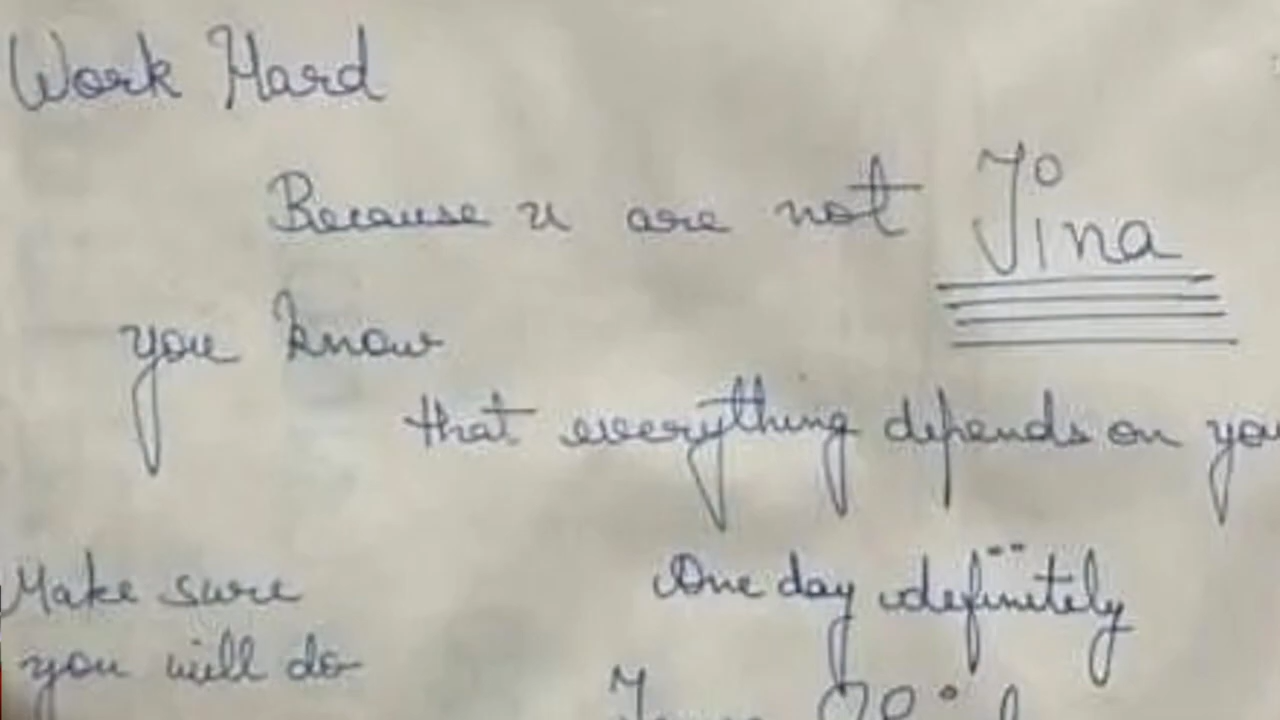 Work Hard
Because u are not Tina
you know
that everything depends on you
Make sure
One day definitely
you will do